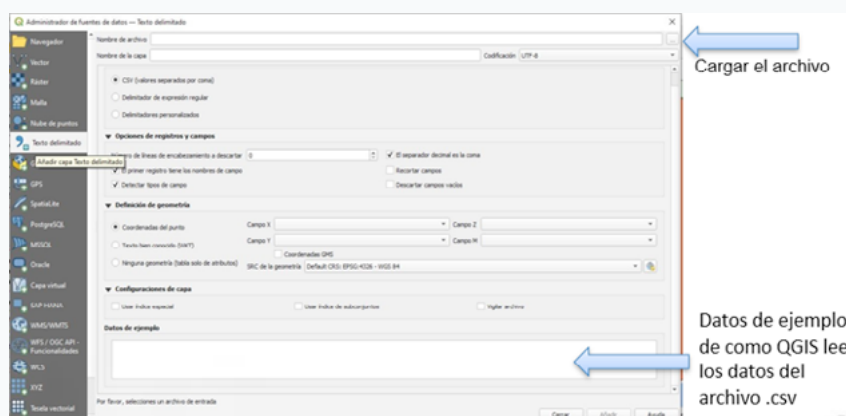 Administrador de fuentes de datos — Texto delimitado
Navegador
Vector
Ráster
Malla
Nube de puntos
Texto delimitado
Añadir capa Texto delimitado
GPS
SpatiaLite
PostgreSQL
MSSQL
Oracle
Capa virtual
SAP HANA
WMS/WMTS
WFS / OGC API -
Funcionalidades
WCS
XYZ
Tesela vectorial
Nombre de archivo
...
Nombre de la capa
Codificación UTF-8
CSV (valores separados por coma)
Delimitador de expresión regular
Delimitadores personalizados
Opciones de registros y campos
Número de líneas de encabezamiento a descartar 0
El separador decimal es la coma
El primer registro tiene los nombres de campo
Recortar campos
Detectar tipos de campo
Descartar campos vacíos
Definición de geometría
Coordenadas del punto
Campo X
Campo Z
Texto bien conocido (WKT)
Campo Y
Campo M
Coordenadas GMS
Ninguna geometría (tabla solo de atributos)
SRC de la geometría Default CRS: EPSG:4326 - WGS 84
Configuraciones de capa
Usar índice espacial
Usar índice de subconjuntos
Vigilar archivo
Datos de ejemplo
Por favor, seleccione un archivo de entrada
Cerrar
Añadir
Ayuda
Cargar el archivo
Datos de ejemplo
de como QGIS lee
los datos del
archivo .csv